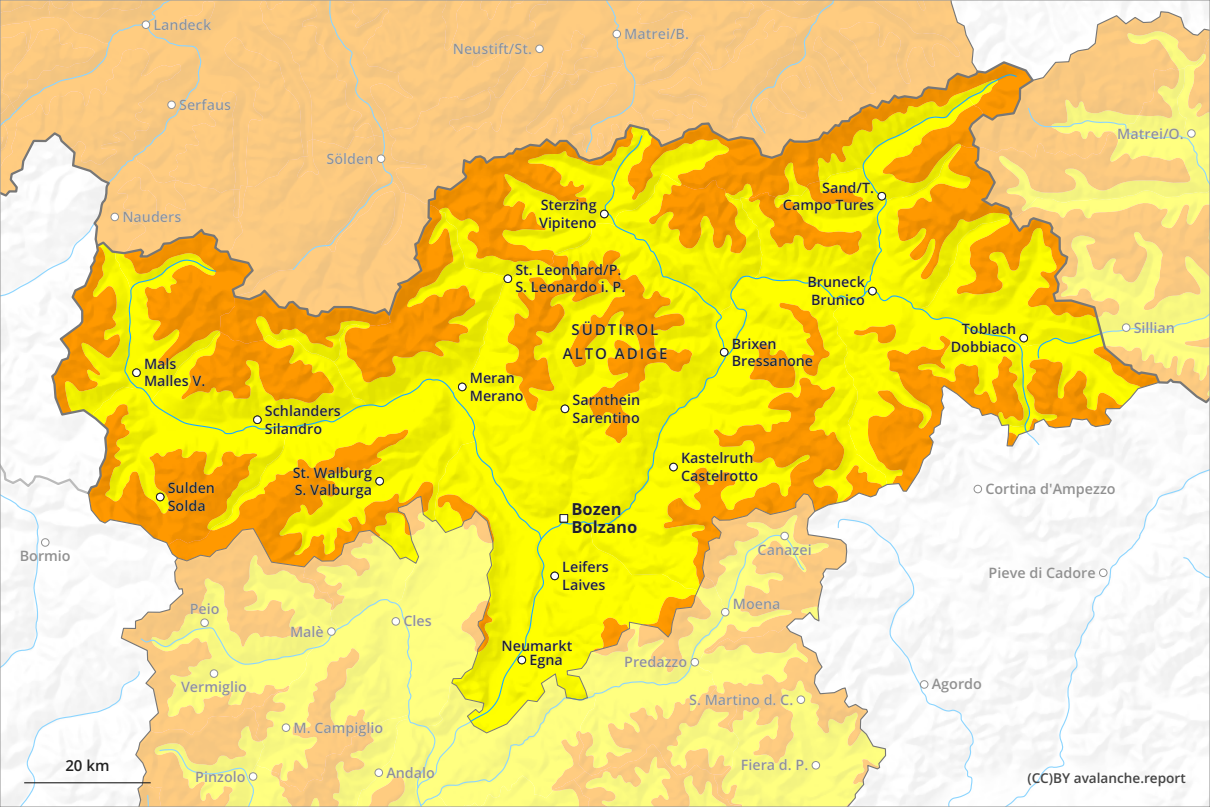 Landeck
Matrei/B.
Neustift/St.
Serfaus
Matrei/O.
Sölden
Sand/T.
Campo Tures
Sterzing
Vipiteno
Nauders
St. Leonhard/P.
S. Leonardo i. P.
Bruneck
Brunico
SÜDTIROL
ALTO ADIGE
Toblach
Dobbiaco
Sillian
Brixen
Bressanone
Mals
Malles V.
Meran
Merano
Sarnthein
Sarentino
Schlanders
Silandro
Kastelruth
Castelrotto
St. Walburg
S. Valburga
Sulden
Solda
Cortina d'Ampezzo
Bozen
Bolzano
Bormio
Canazei
Leifers
Laives
Pieve di Cadore
Peio
Moena
Malè
Cles
Neumarkt
Egna
Predazzo
Vermiglio
Agordo
S. Martino d. C.
M. Campiglio
20 km
Pinzolo
Andalo
Fiera d. P.
(CC)BY avalanche.report